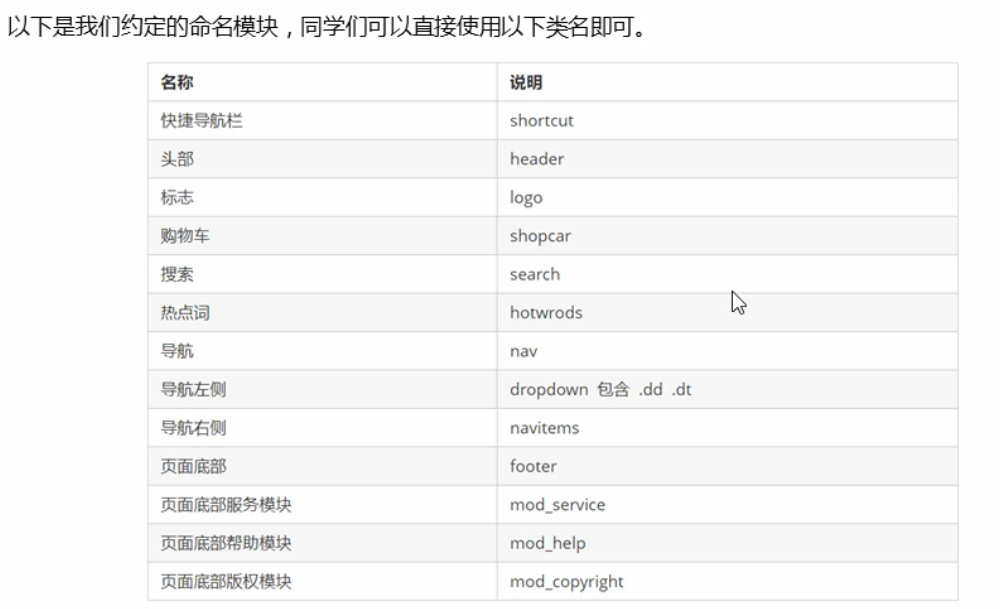 以下是我们约定的命名模块，同学们可以直接使用以下类名即可。
名称 说明
快捷导航栏 shortcut
头部 header
标志 logo
购物车 shopcar
搜索 search
热点词 hotwrods
导航 nav
导航左侧 dropdown 包含 .dd .dt
导航右侧 navitems
页面底部 footer
页面底部服务模块 mod_service
页面底部帮助模块 mod_help
页面底部版权模块 mod_copyright